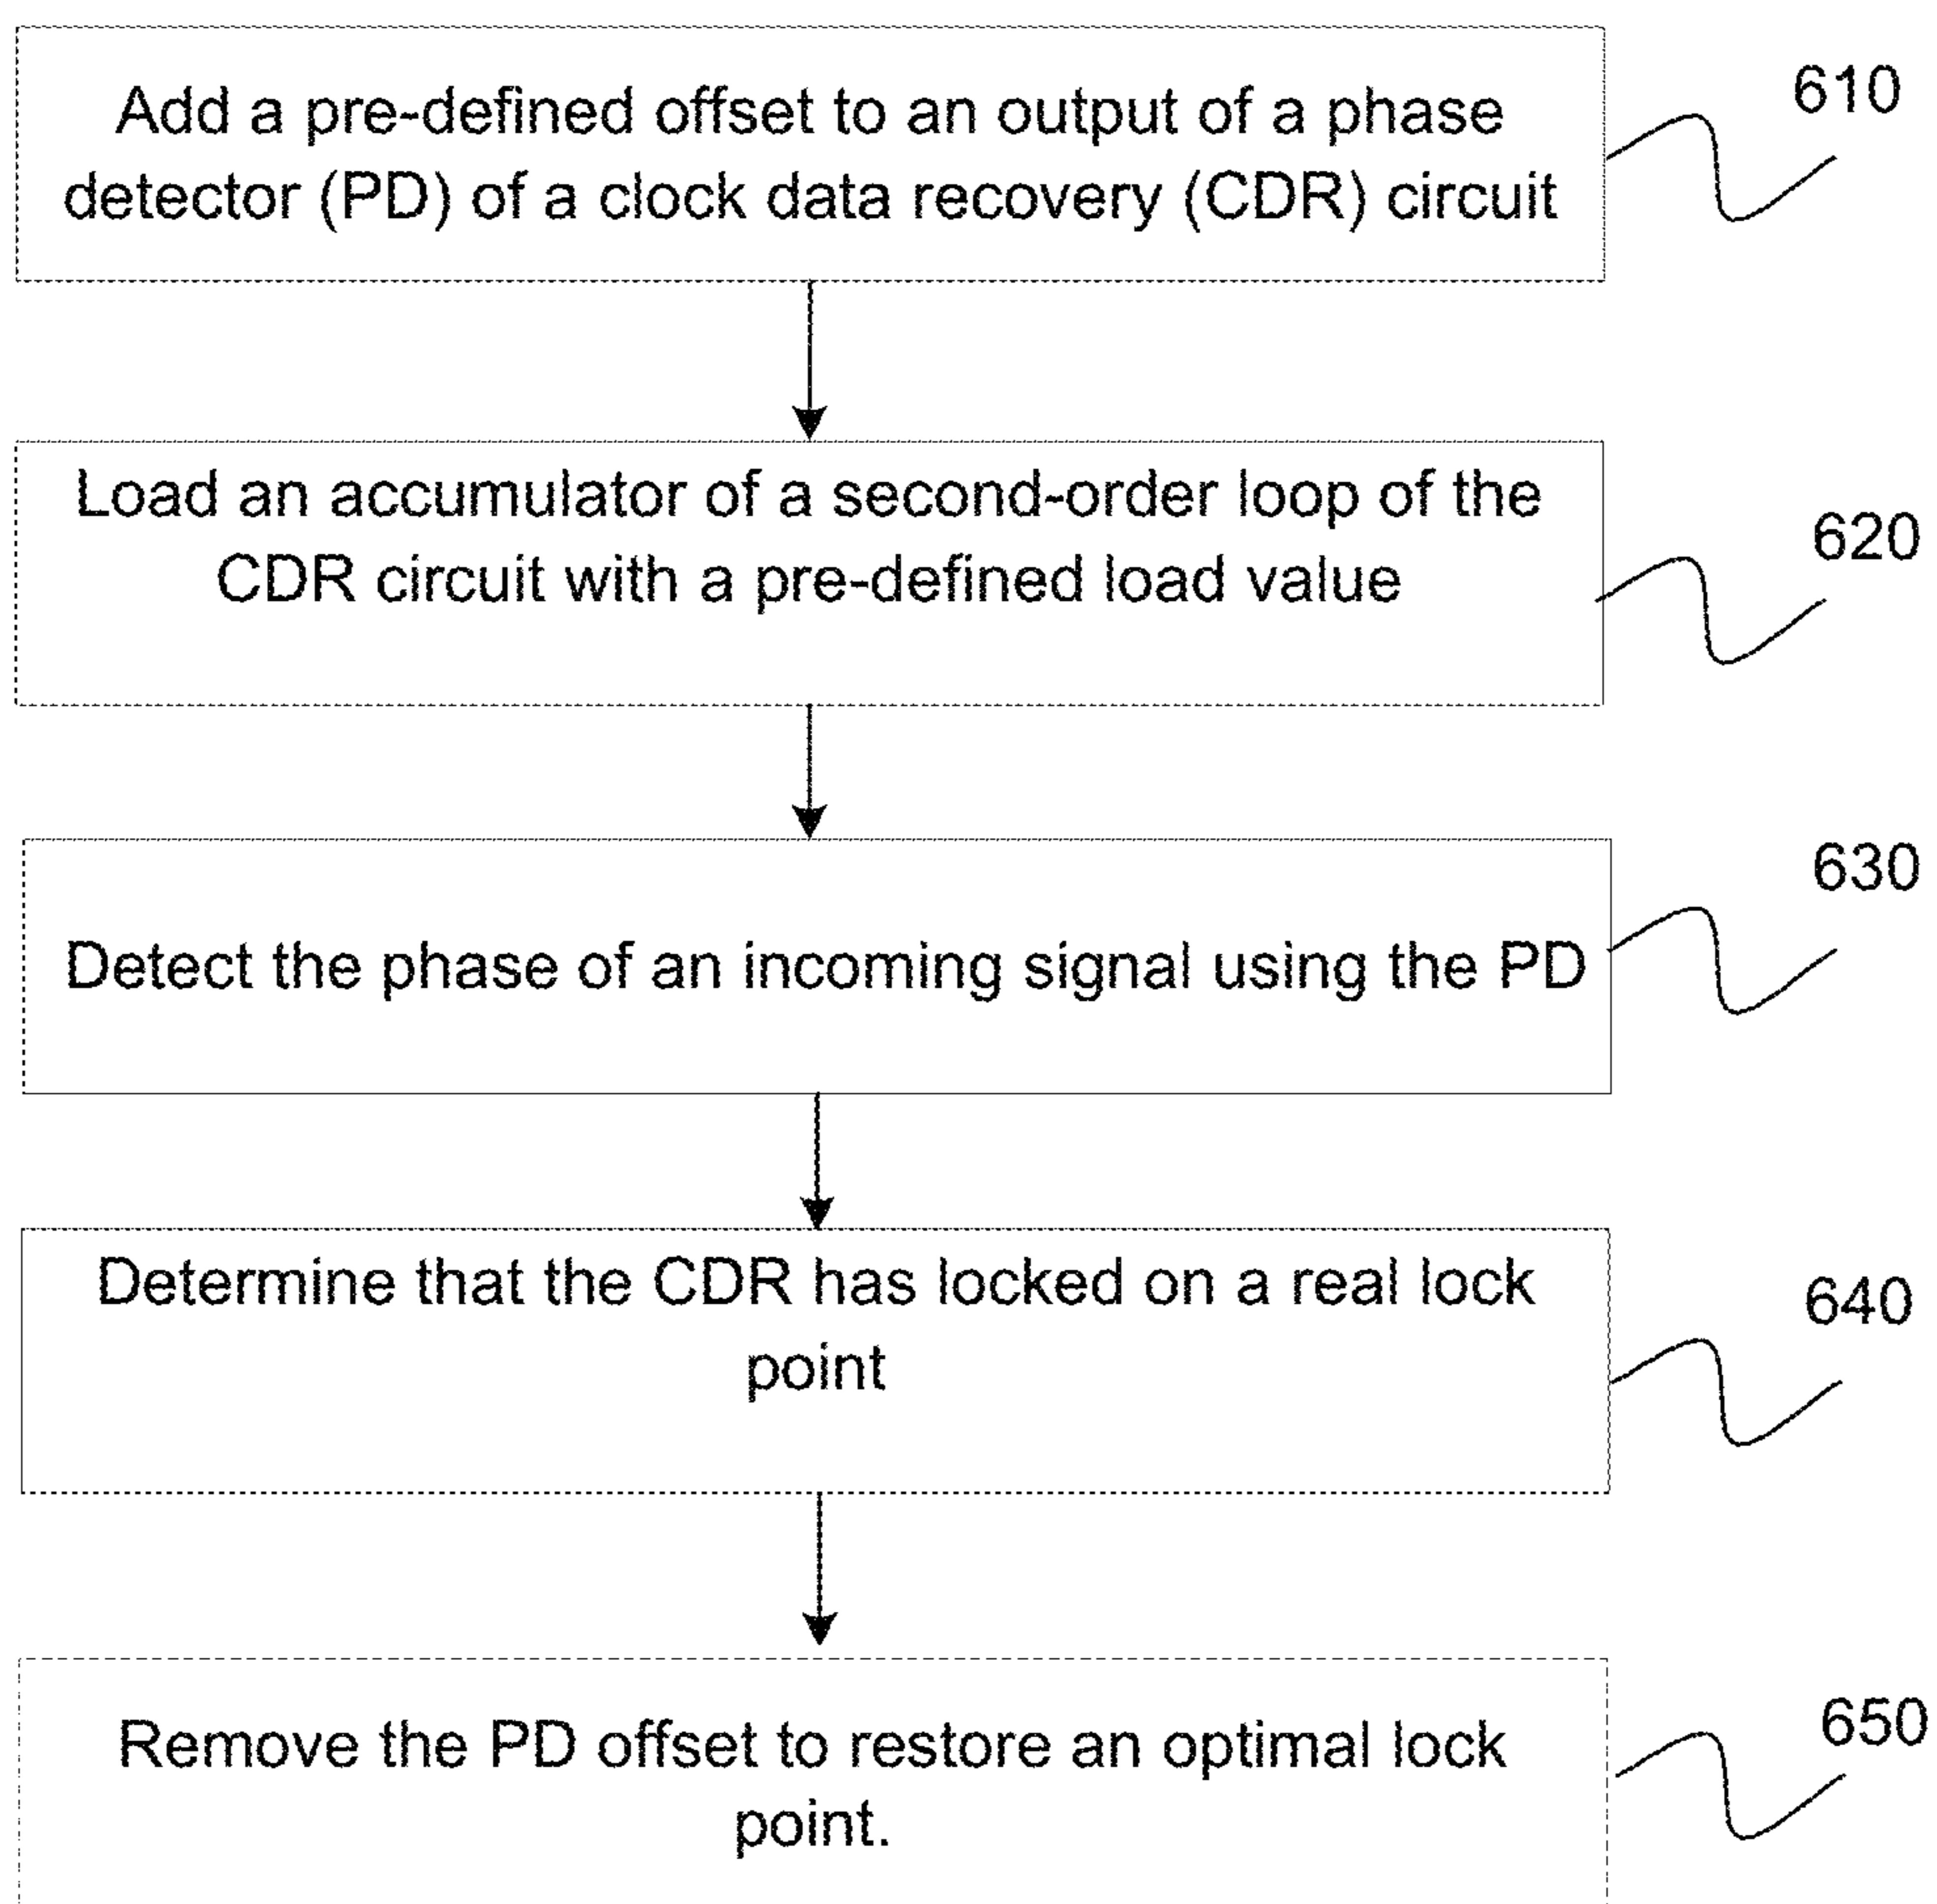 Add a pre-defined offset to an output of a phase
detector (PD) of a clock data recovery (CDR) circuit
610
Load an accumulator of a second-order loop of the
CDR circuit with a pre-defined load value
620
Detect the phase of an incoming signal using the PD
630
Determine that the CDR has locked on a real lock
point
640
Remove the PD offset to restore an optimal lock
point.
650